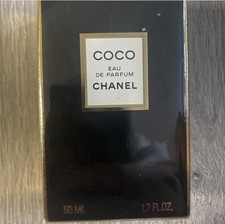 COCO
EAU
DE PARFUM
CHANEL
50 ML 1.7 FL.OZ.